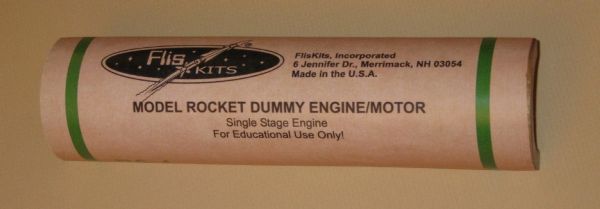 Flis
KITS
FlisKits, Incorporated
6 Jennifer Dr., Merrimack, NH 03054
Made in the U.S.A.
MODEL ROCKET DUMMY ENGINE/MOTOR
Single Stage Engine
For Educational Use Only!